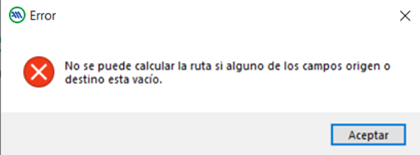 Error
No se puede calcular la ruta si alguno de los campos origen o
destino esta vacío.
Aceptar